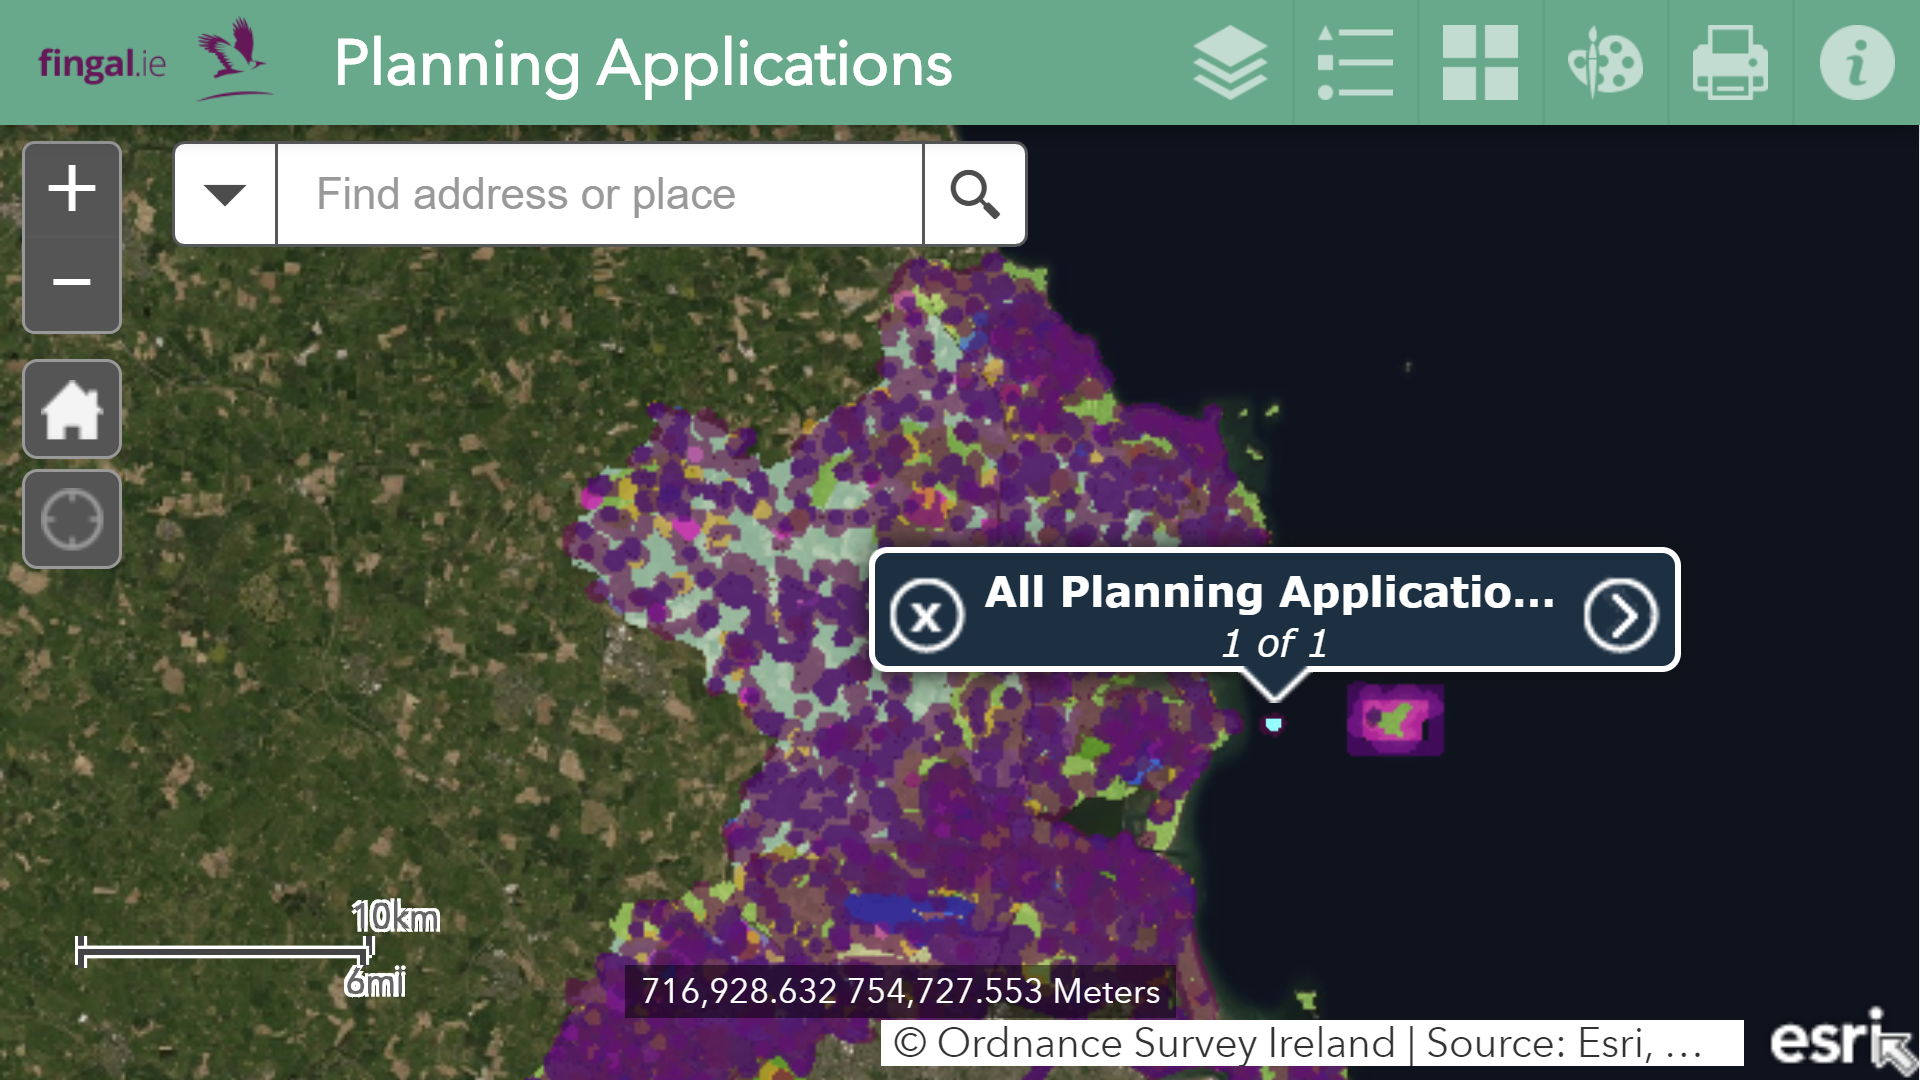 fingal.ie
Planning Applications
+
Find address or place
−
All Planning Applicatio...
1 of 1
10km
6mi
716,928.632 754,727.553 Meters
© Ordnance Survey Ireland | Source: Esri, ...
esri